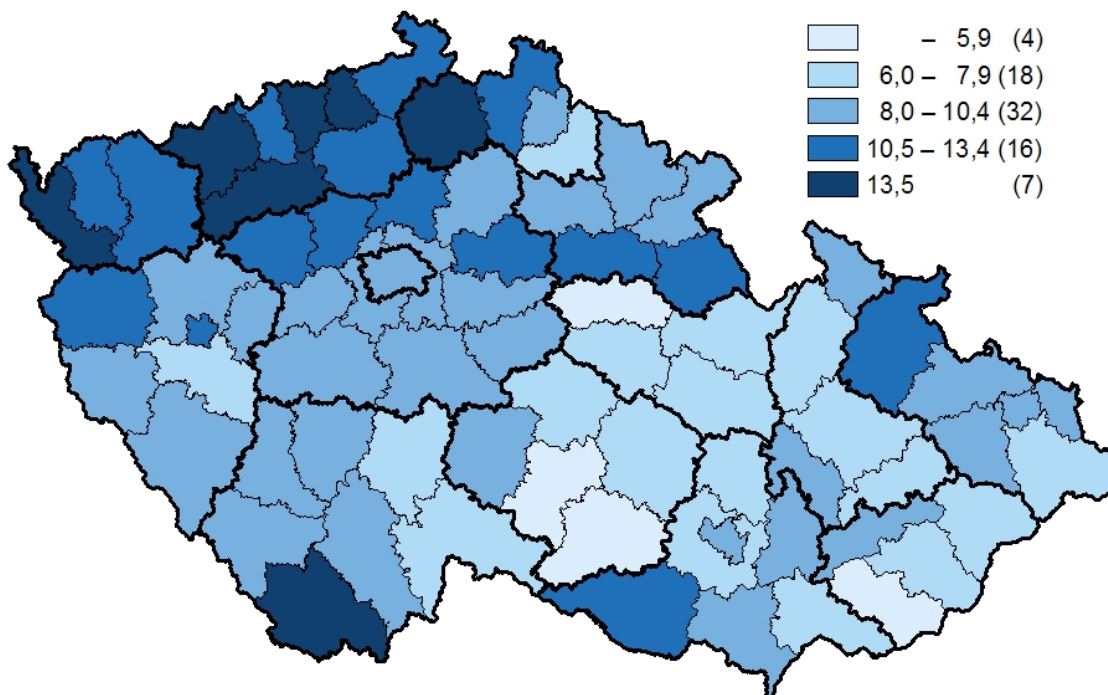 – 5,9 (4)
6,0 – 7,9 (18)
8,0 – 10,4 (32)
10,5 – 13,4 (16)
13,5 (7)